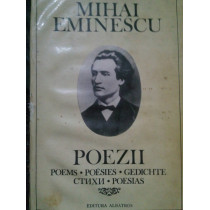 MIHAI
EMINESCU
POEZII
POEMS • POÉSIES • GEDICHTE
СТИХИ • POESIAS
EDITURA ALBATROS